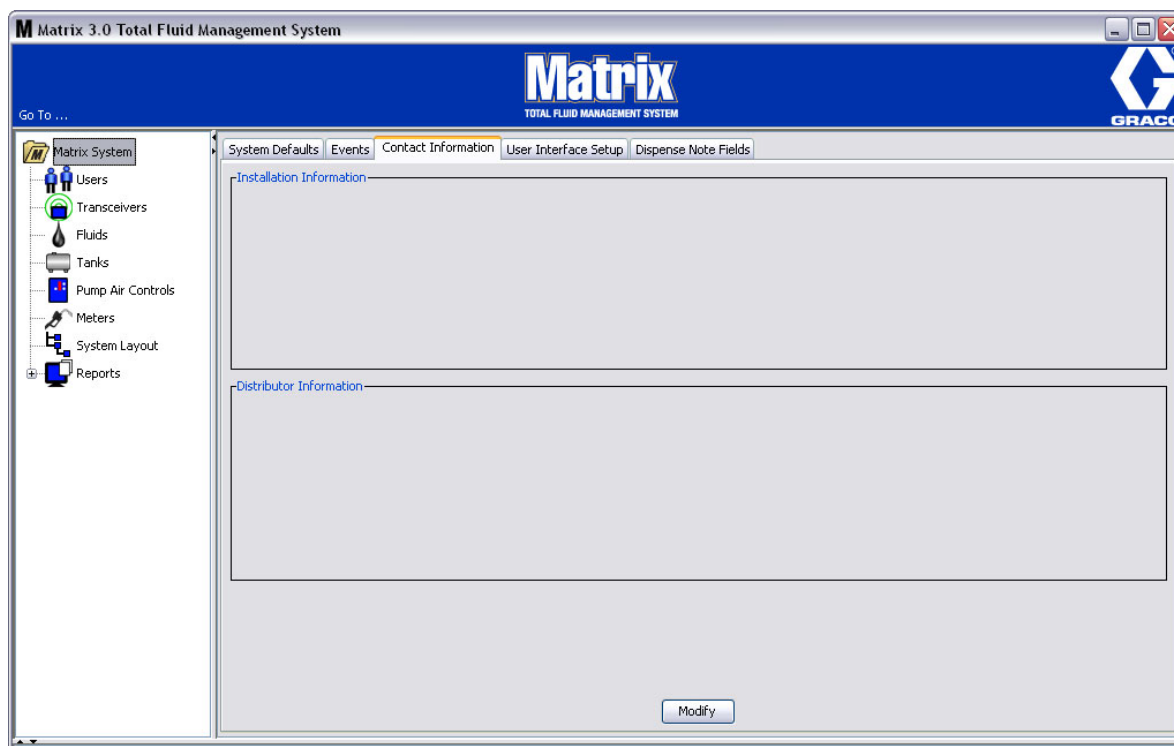 M Matrix 3.0 Total Fluid Management System
Matrix
TOTAL FLUID MANAGEMENT SYSTEM
Go To ...
GRACO
Matrix System
Users
Transceivers
Fluids
Tanks
Pump Air Controls
Meters
System Layout
Reports
System Defaults Events Contact Information User Interface Setup Dispense Note Fields
Installation Information
Distributor Information
Modify